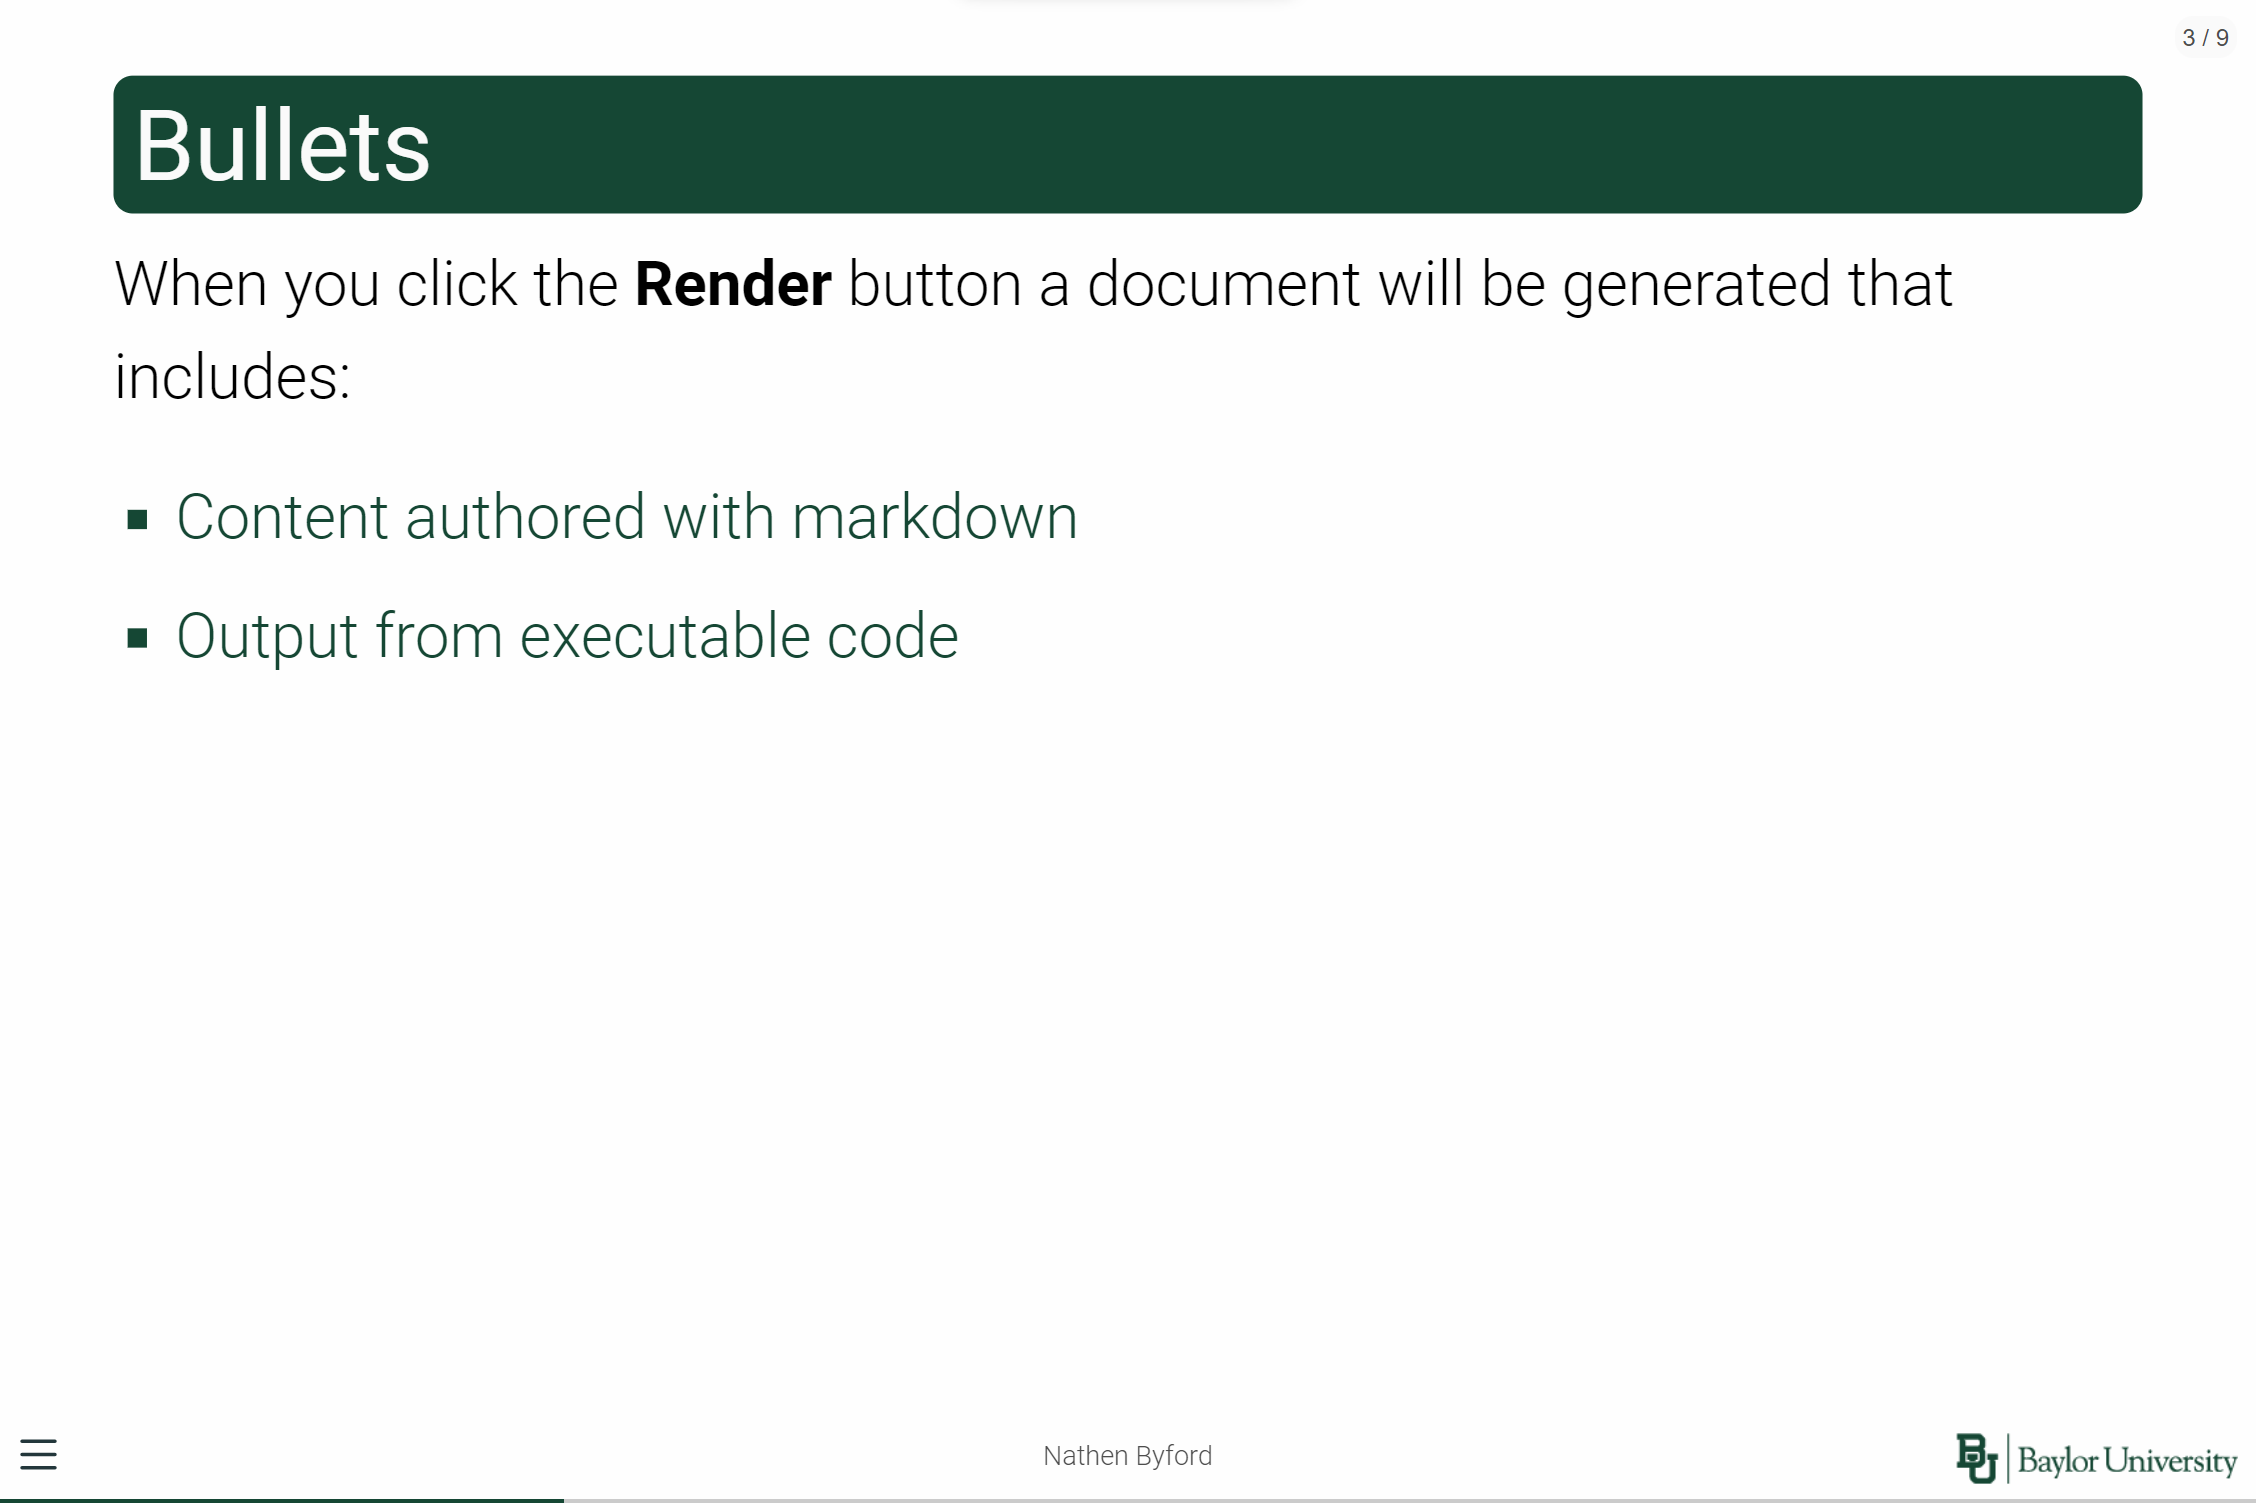 3 / 9
Bullets
When you click the Render button a document will be generated that
includes:
Content authored with markdown
Output from executable code
Nathen Byford
BU Baylor University